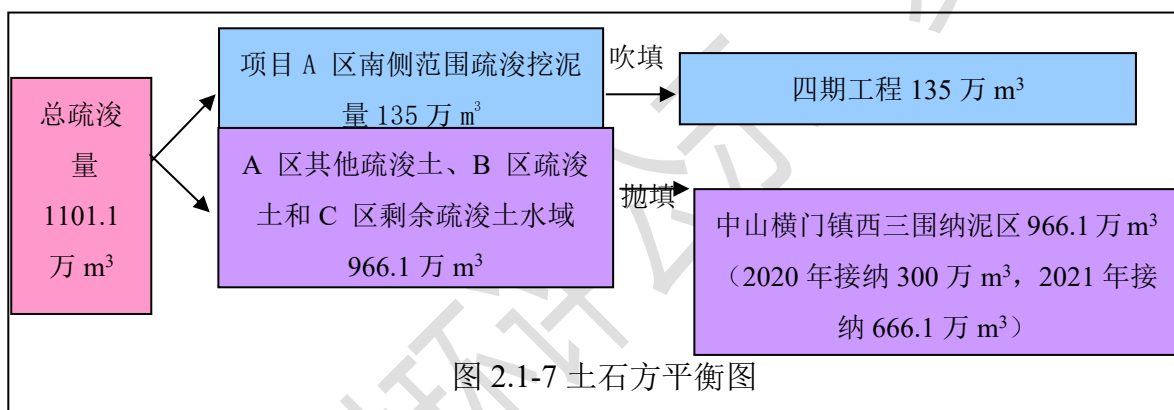 总疏浚
量
1101.1
万 m³
项目 A 区南侧范围疏浚挖泥
量 135 万 m³
吹填
四期工程 135 万 m³
A 区其他疏浚土、B 区疏浚
土和 C 区剩余疏浚土水域
966.1 万 m³
抛填
中山横门镇西三围纳泥区 966.1 万 m³
（2020 年接纳 300 万 m³，2021 年接
纳 666.1 万 m³）
图 2.1-7 土石方平衡图